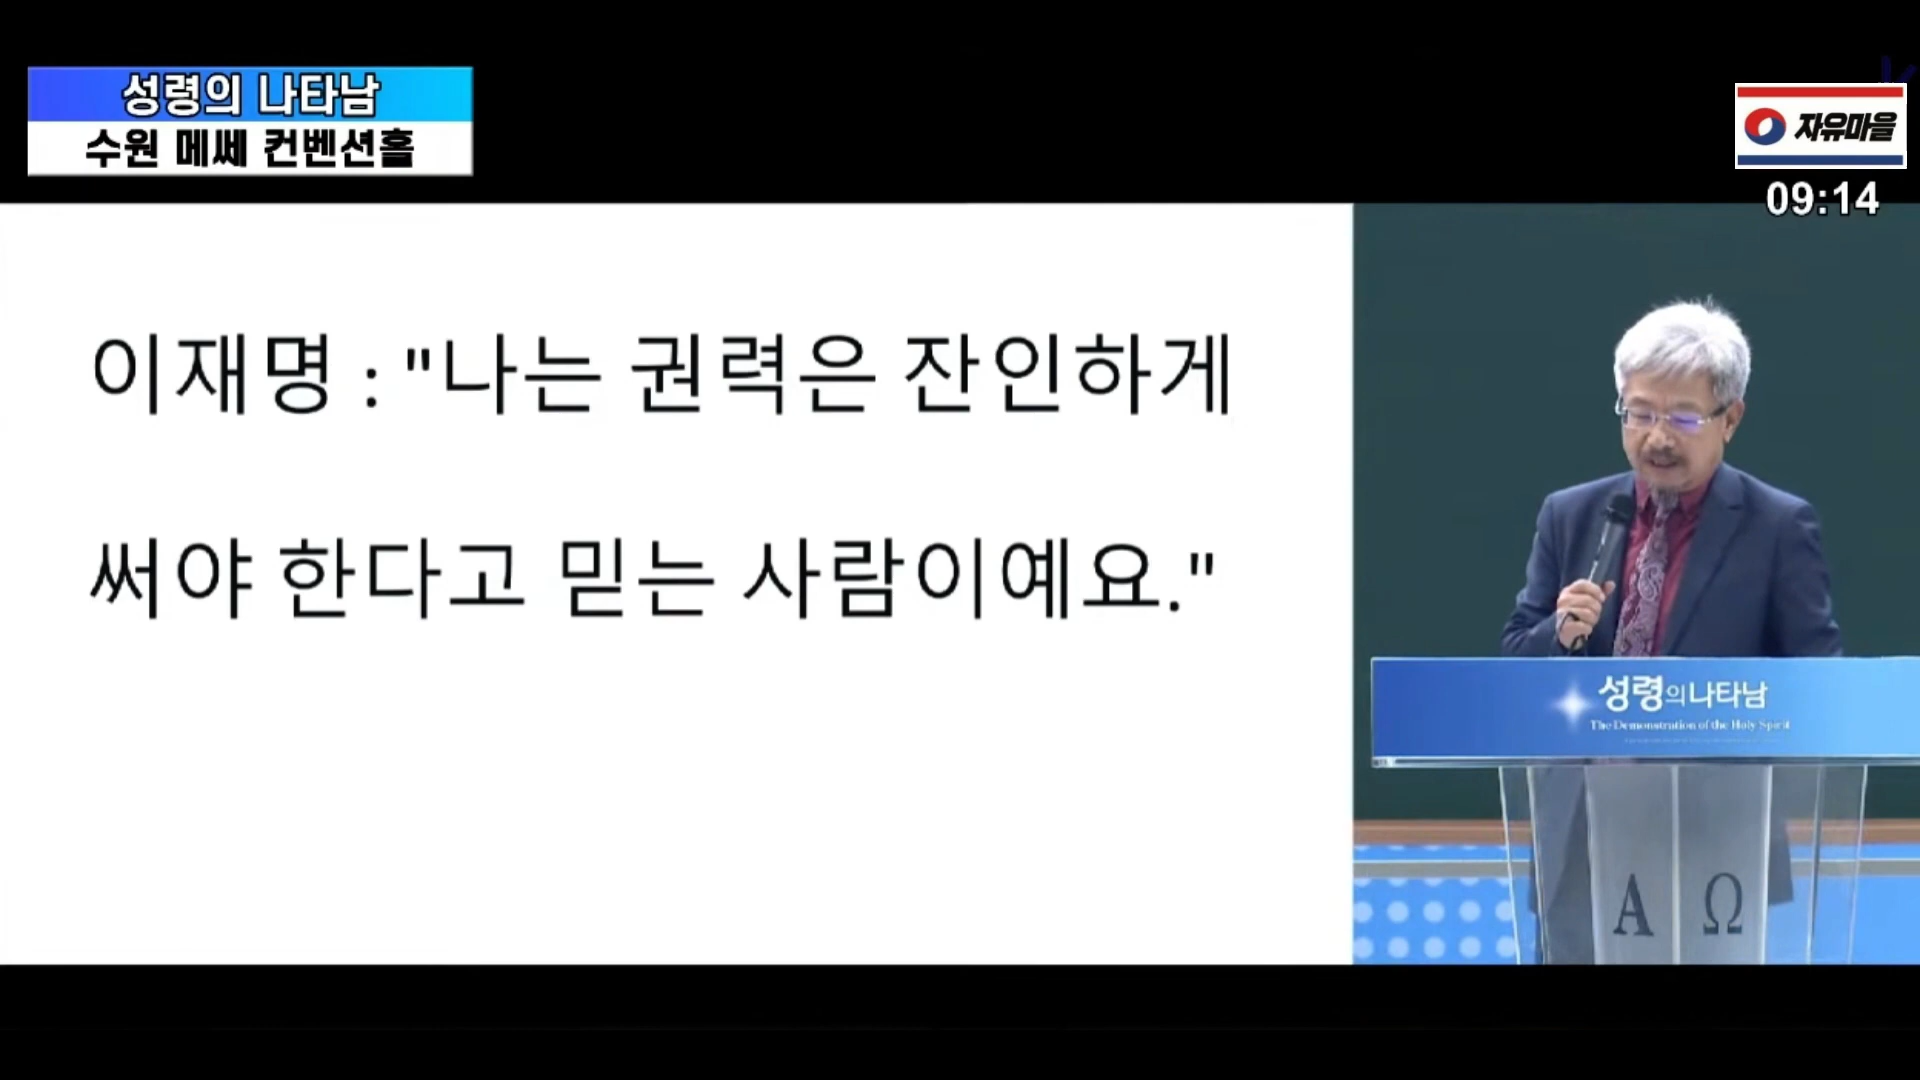 성령의 나타남
수원 메쎄 컨벤션홀
자유마을
09:14
이재명 : "나는 권력은 잔인하게
써야 한다고 믿는 사람이예요."
성령의나타남
The Demonstration of the Holy Spirit
Α Ω